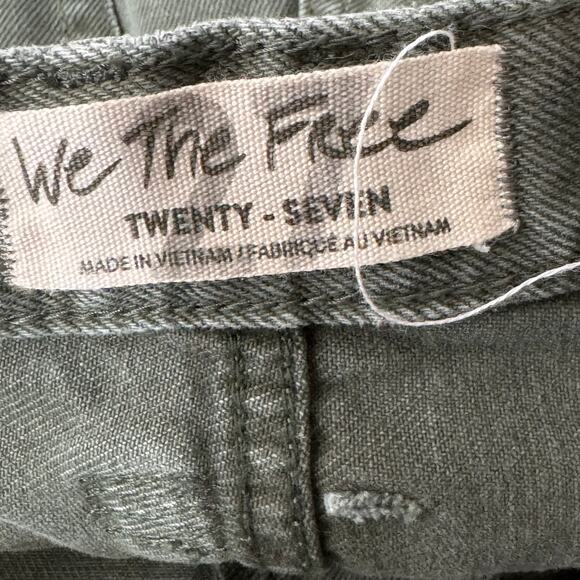 We The Free
TWENTY - SEVEN
MADE IN VIETNAM / FABRIQUÉ AU VIETNAM